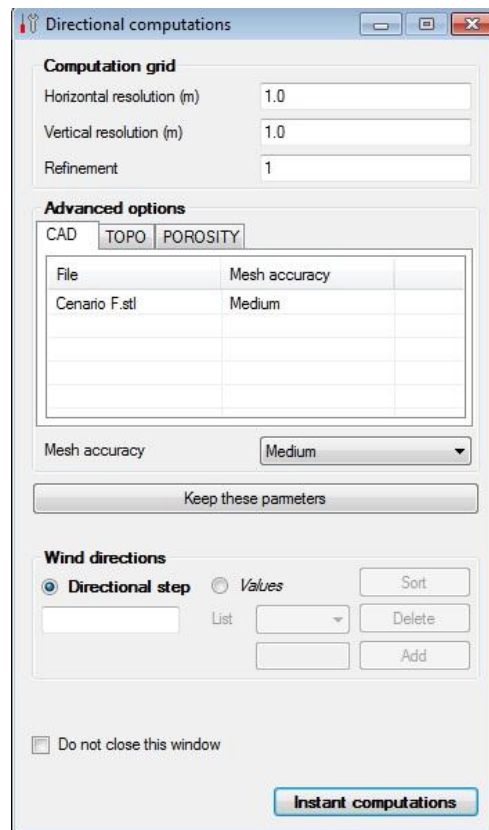 Directional computations
Computation grid
Horizontal resolution (m) 1.0
Vertical resolution (m) 1.0
Refinement 1
Advanced options
CAD TOPO POROSITY
File Mesh accuracy
Cenario F.stl Medium
Mesh accuracy Medium
Keep these parmeters
Wind directions
Directional step Values Sort
List Delete
Add
Do not close this window
Instant computations